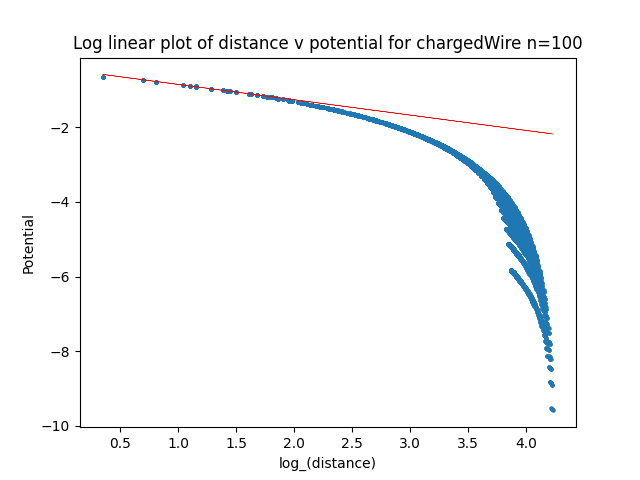 Log linear plot of distance v potential for chargedWire n=100
Potential
−2
−4
−6
−8
−10
0.5 1.0 1.5 2.0 2.5 3.0 3.5 4.0
log_(distance)